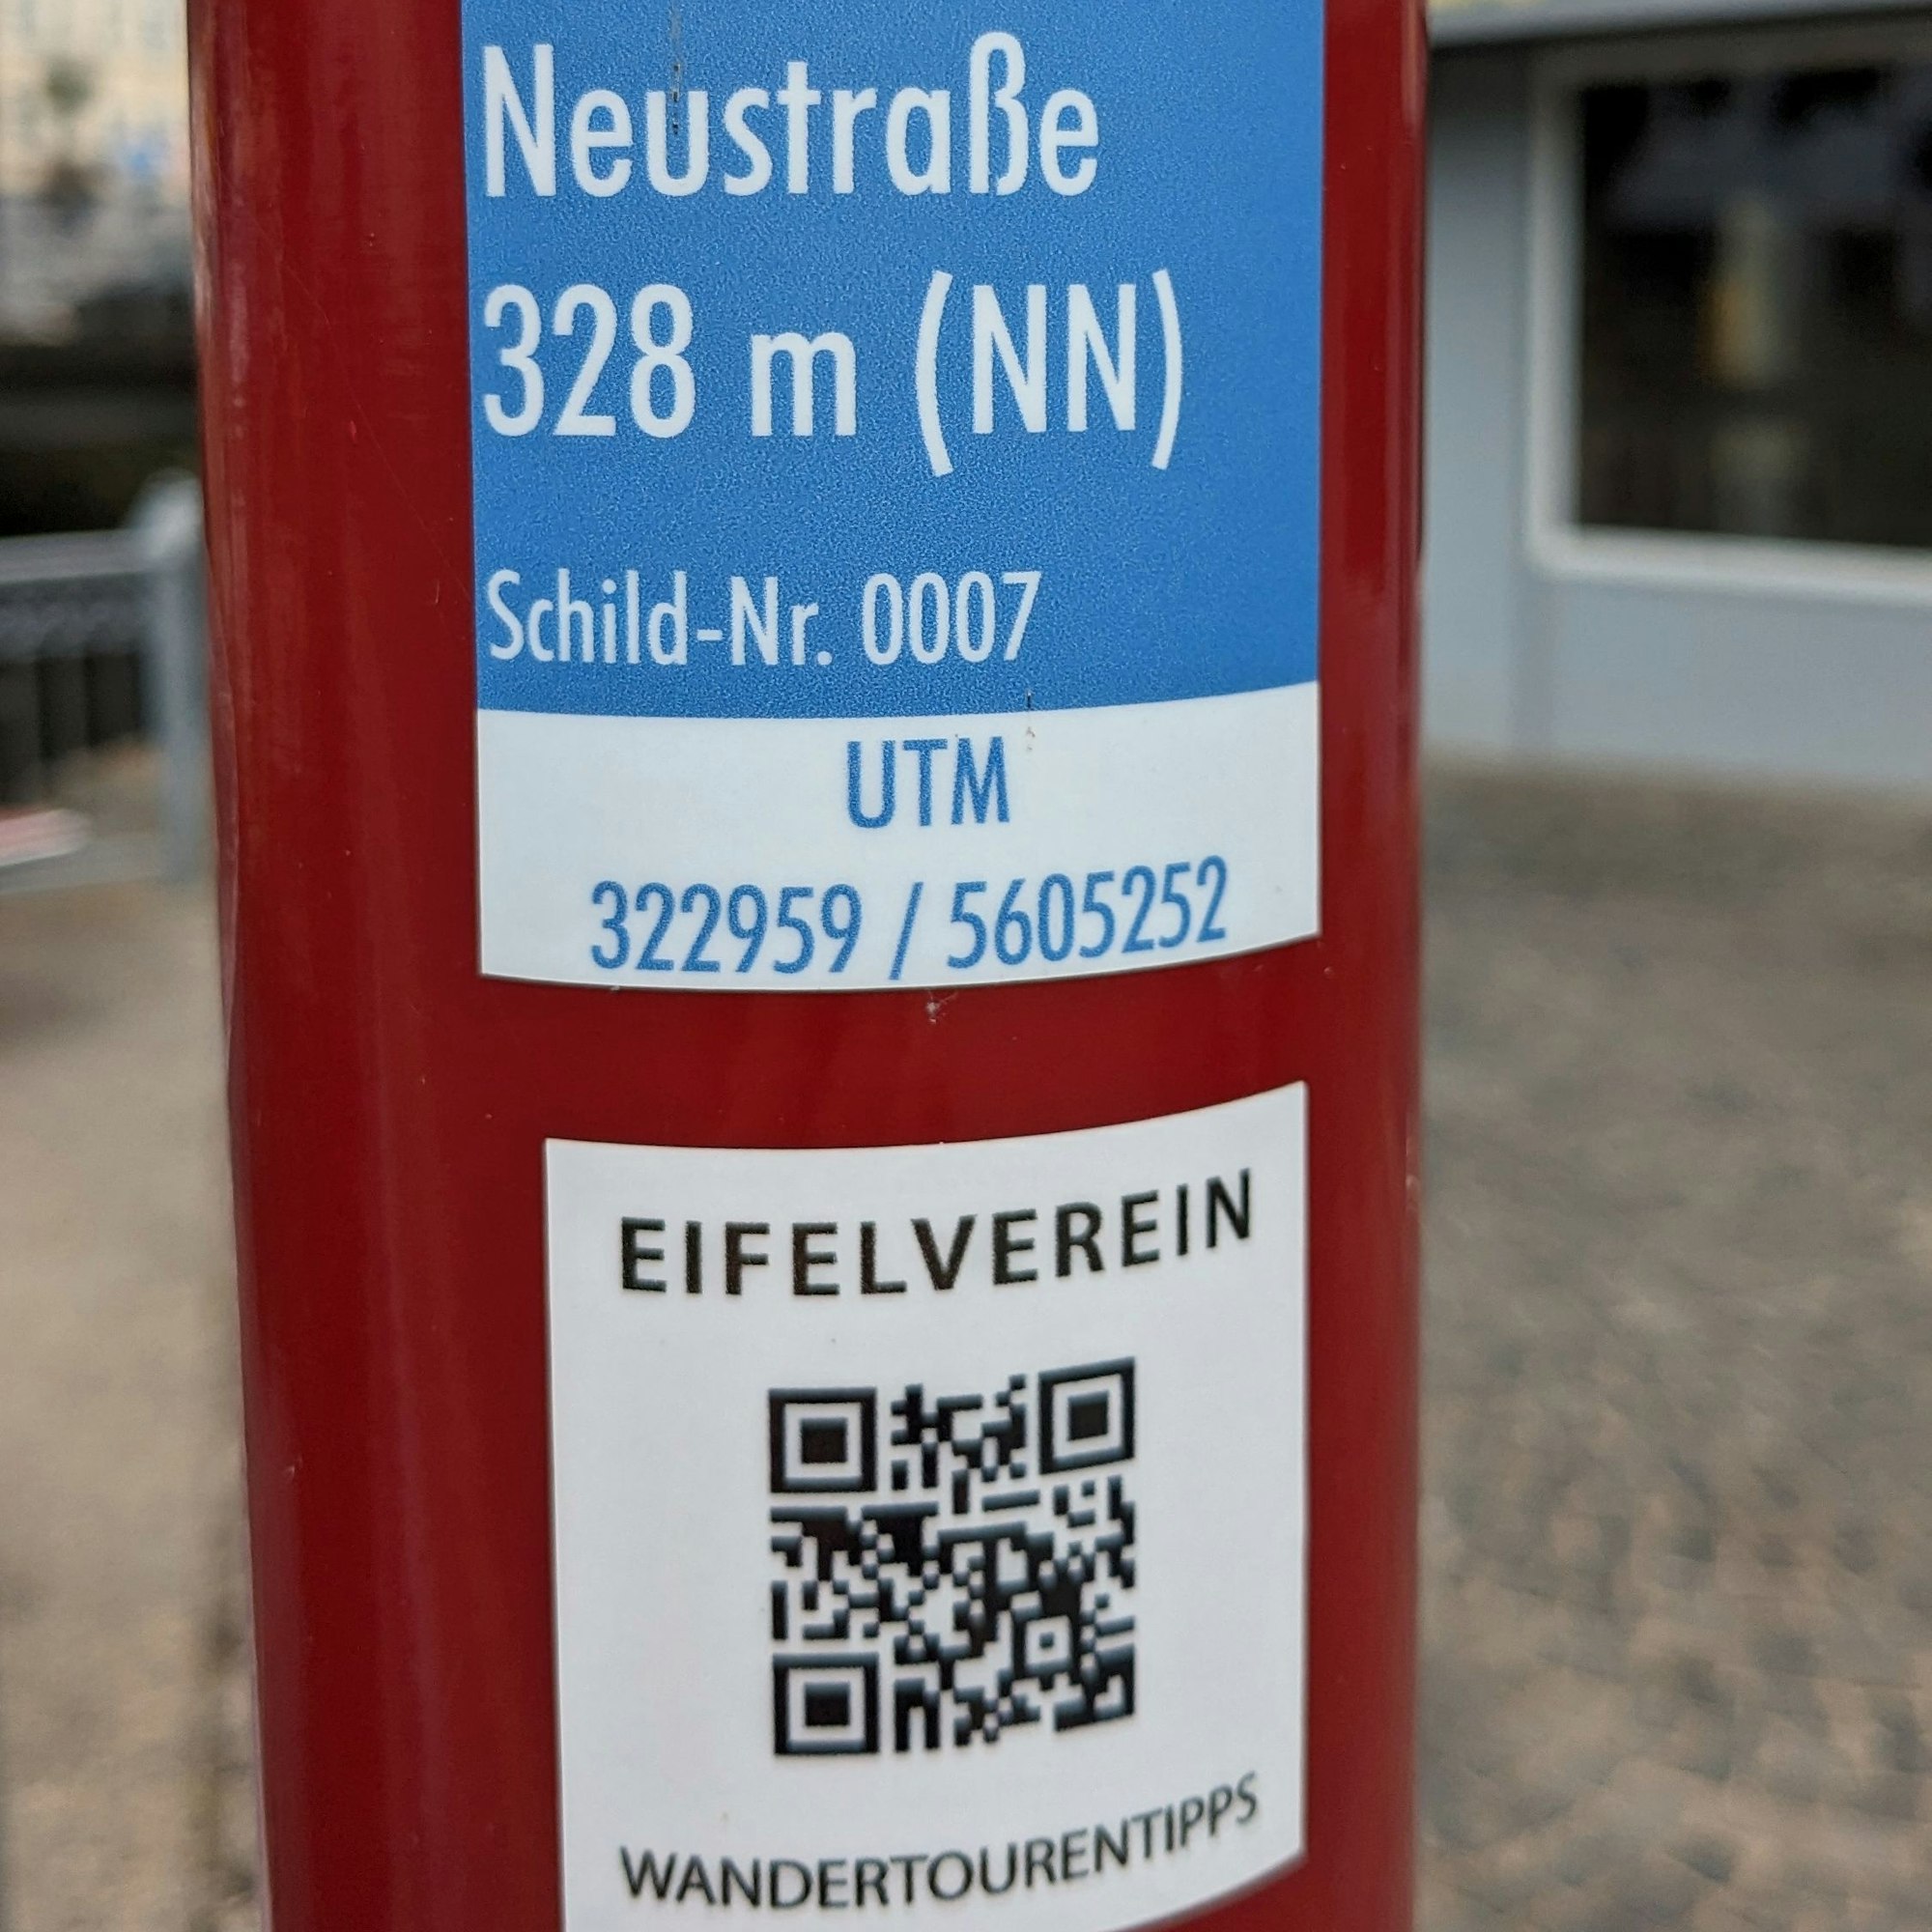 Neustraße
328 m (NN)
Schild-Nr. 0007
UTM
322959 / 5605252
EIFELVEREIN
WANDERTOURENTIPPS